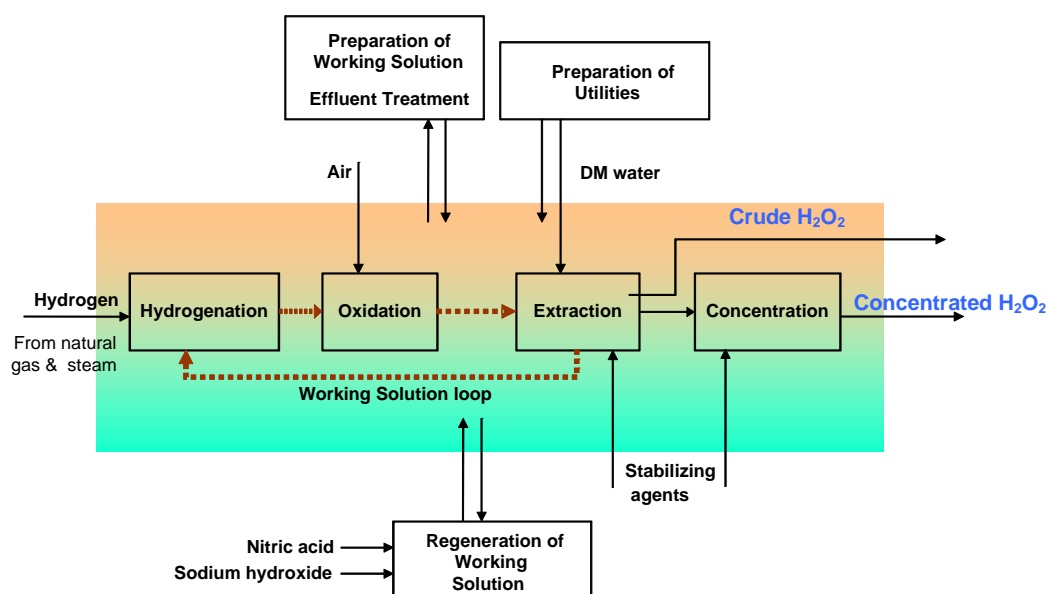 Preparation of
Working Solution
Effluent Treatment
Preparation of
Utilities
Air
DM water
Crude H₂O₂
Hydrogen
Hydrogenation
Oxidation
Extraction
Concentration
Concentrated H₂O₂
From natural
gas & steam
Working Solution loop
Stabilizing
agents
Nitric acid
Sodium hydroxide
Regeneration of
Working
Solution